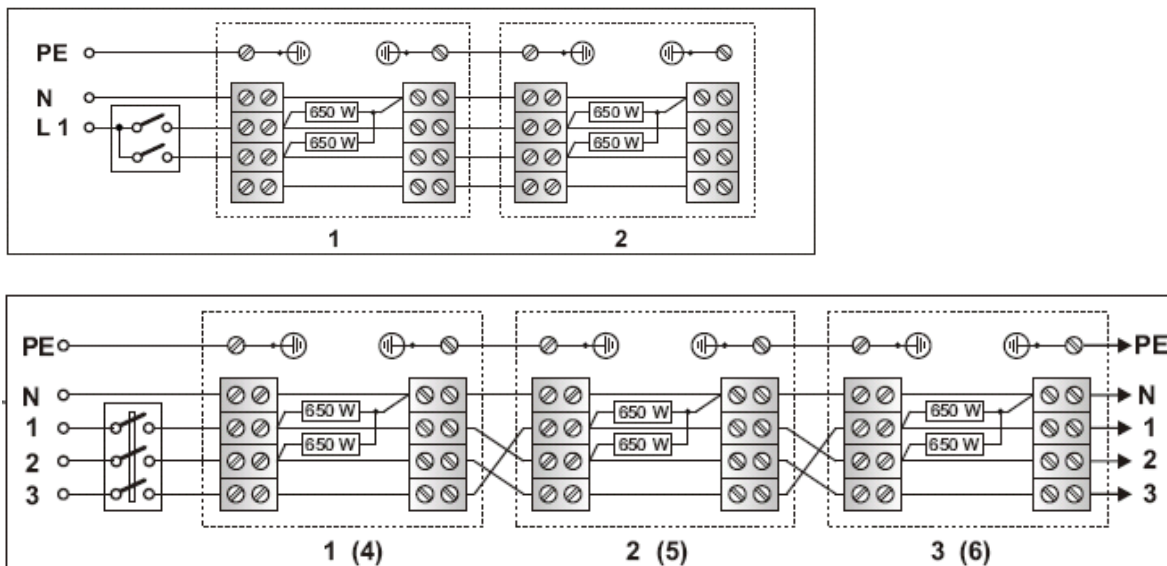 PE
N
650 W 650 W
L 1
650 W 650 W
1 2
PE PE
N N
650 W 650 W 650 W
1 1
650 W 650 W 650 W
2 2
3 3
1 (4) 2 (5) 3 (6)